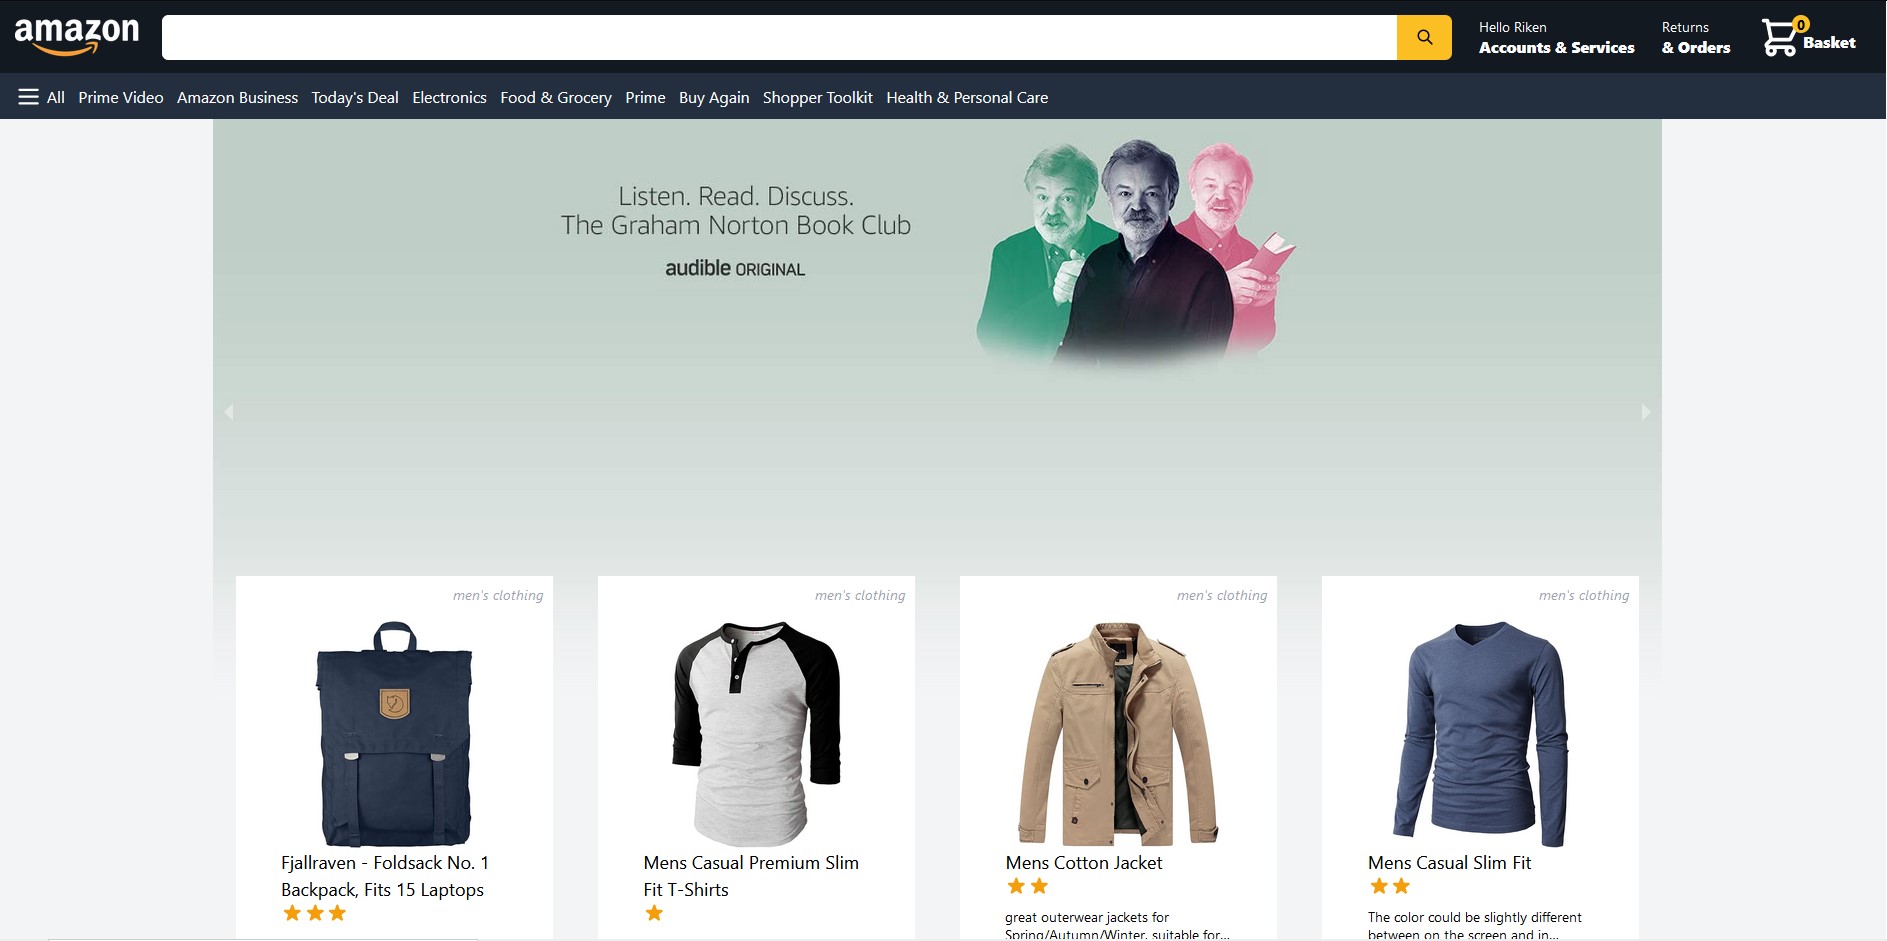 amazon
Hello Riken
Accounts & Services
Returns
& Orders
0
Basket
All Prime Video Amazon Business Today's Deal Electronics Food & Grocery Prime Buy Again Shopper Toolkit Health & Personal Care
Listen. Read. Discuss.
The Graham Norton Book Club
audible ORIGINAL
men's clothing
Fjallraven - Foldsack No. 1
Backpack, Fits 15 Laptops
men's clothing
Mens Casual Premium Slim
Fit T-Shirts
men's clothing
Mens Cotton Jacket
great outerwear jackets for
Spring/Autumn/Winter, suitable for...
men's clothing
Mens Casual Slim Fit
The color could be slightly different
between on the screen and in...